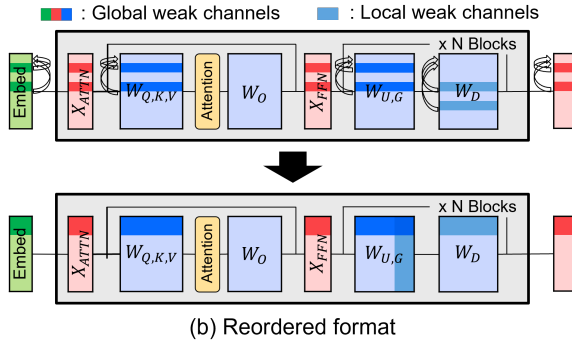 : Global weak channels : Local weak channels
x N Blocks
Embed X_ATTN W_Q,K,V Attention W_O X_FFN W_U,G W_D
x N Blocks
Embed X_ATTN W_Q,K,V Attention W_O X_FFN W_U,G W_D
(b) Reordered format